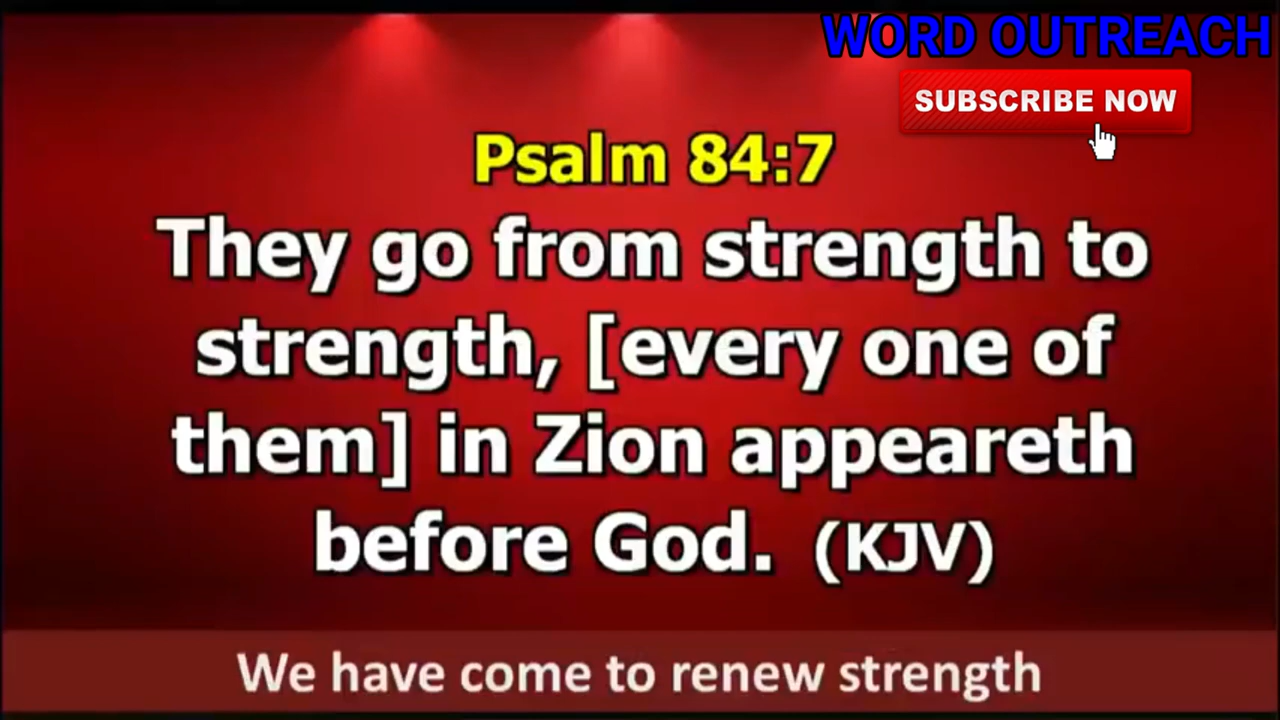 WORD OUTREACH
SUBSCRIBE NOW
Psalm 84:7
They go from strength to
strength, [every one of
them] in Zion appeareth
before God. (KJV)
We have come to renew strength